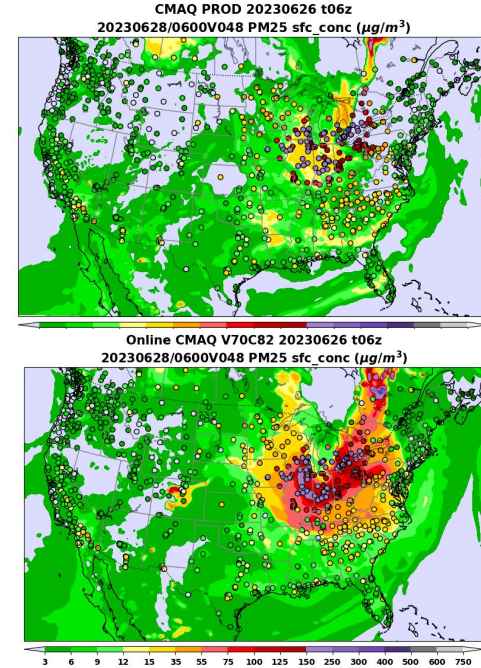 CMAQ PROD 20230626 t06z
20230628/0600V048 PM25 sfc_conc (µg/m³)
Online CMAQ V70C82 20230626 t06z
20230628/0600V048 PM25 sfc_conc (µg/m³)
3 6 9 12 15 35 55 75 100 125 150 250 300 400 500 600 750